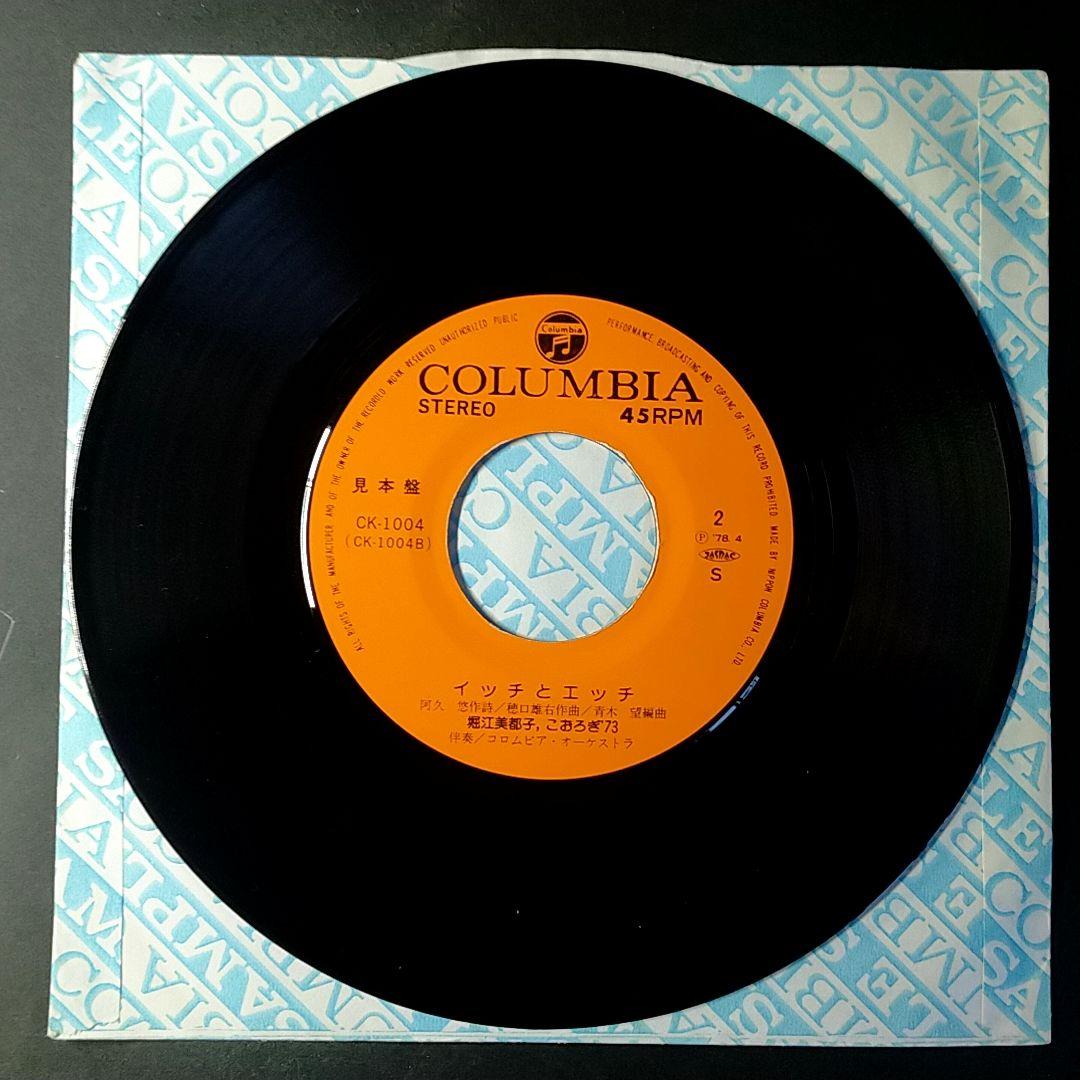 Columbia
COLUMBIA
STEREO 45RPM
見本盤
CK-1004
(CK-1004B)
2
Ⓟ '78. 4
JASRAC
S
イッチとエッチ
阿久 悠作詩/穂口雄右作曲/青木 望編曲
堀江美都子, こおろぎ'73
伴奏/コロムビア・オーケストラ
ALL RIGHTS OF THE MANUFACTURER AND OF THE OWNER OF THE RECORDED WORK RESERVED UNAUTHORIZED PUBLIC PERFORMANCE, BROADCASTING AND COPYING OF THIS RECORD PROHIBITED MADE BY NIPPON COLUMBIA CO., LTD.
COLUMBIA SAMPLE